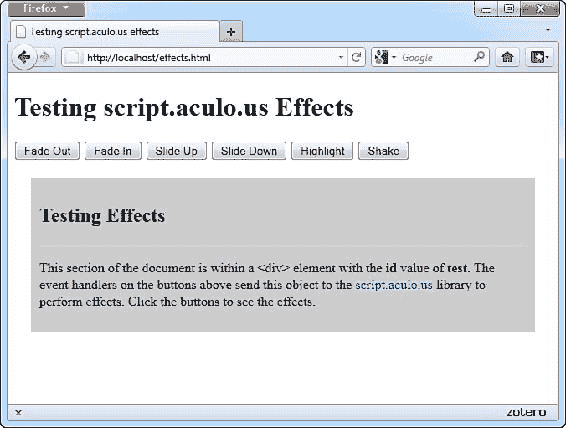 Firefox
Testing script.aculo.us effects
http://localhost/effects.html
Google
Testing script.aculo.us Effects
Fade Out Fade In Slide Up Slide Down Highlight Shake
Testing Effects
This section of the document is within a <div> element with the id value of test. The
event handlers on the buttons above send this object to the script.aculo.us library to
perform effects. Click the buttons to see the effects.
x zotero